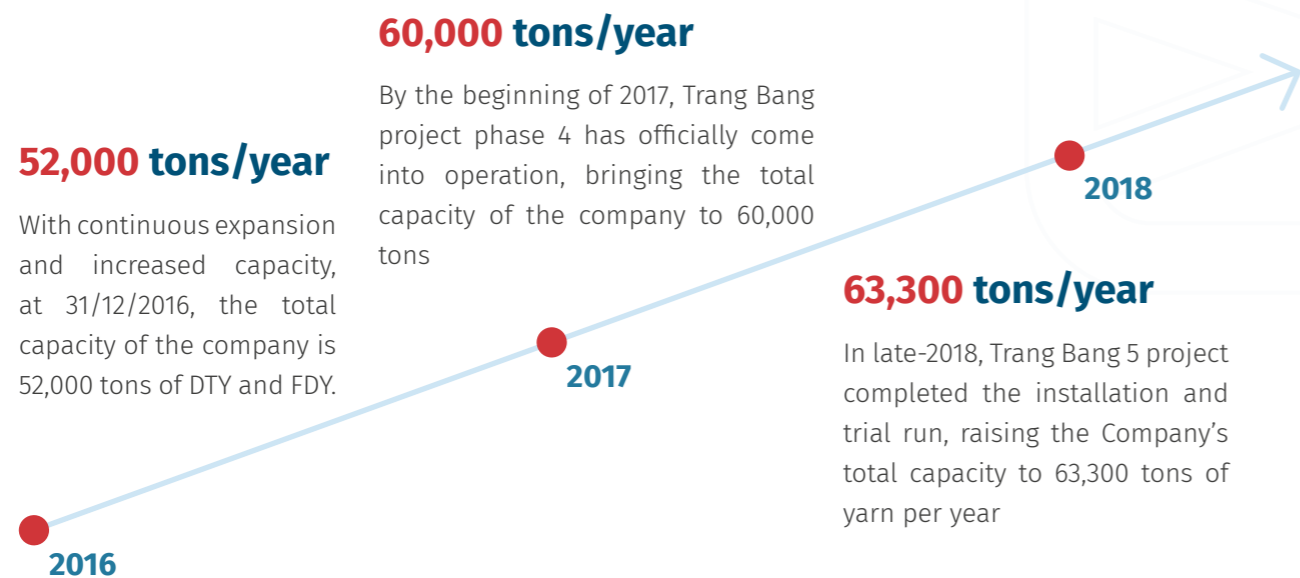 52,000 tons/year
With continuous expansion
and increased capacity,
at 31/12/2016, the total
capacity of the company is
52,000 tons of DTY and FDY.
2016
60,000 tons/year
By the beginning of 2017, Trang Bang
project phase 4 has officially come
into operation, bringing the total
capacity of the company to 60,000
tons
2017
2018
63,300 tons/year
In late-2018, Trang Bang 5 project
completed the installation and
trial run, raising the Company’s
total capacity to 63,300 tons of
yarn per year